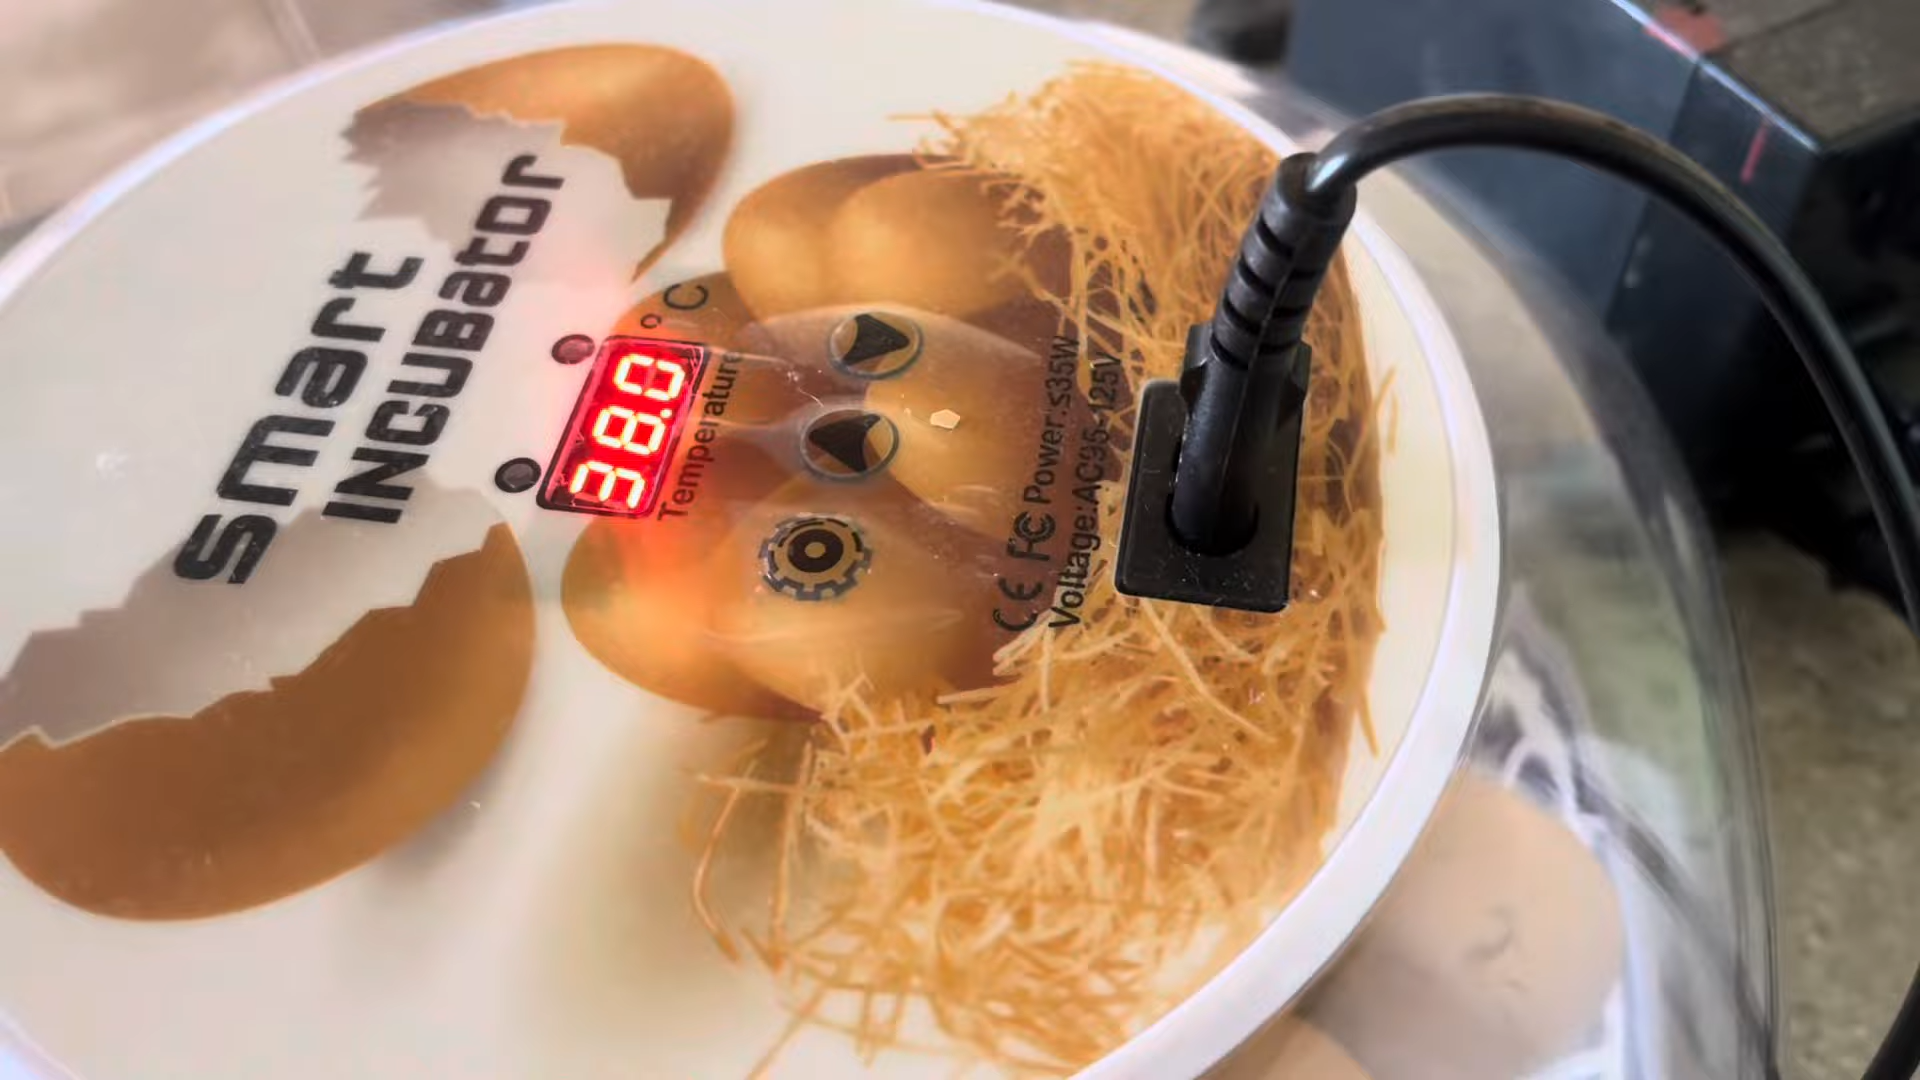 smart
INCUBator
38.0
°C
Temperature
CE FC Power:≤35W
Voltage:AC95-125V